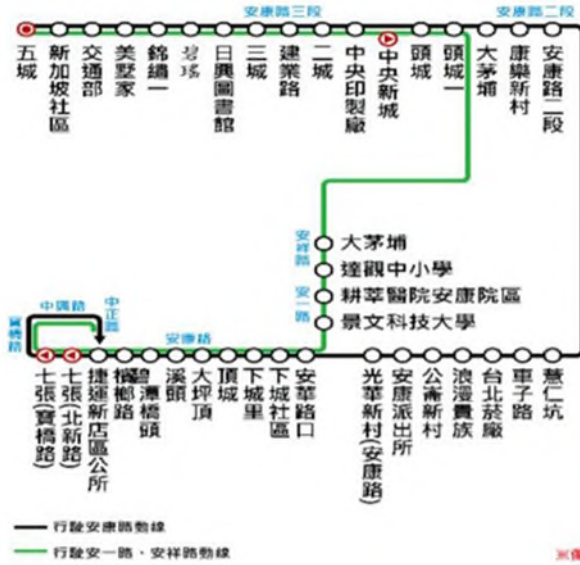 安康路三段
安康路二段
五城
新加坡社區
交通部
美墅家
錦繡一
碧瑤
日興圖書館
三城
建業路
二城
中央印製廠
中央新城
頭城
頭城一
大茅埔
康樂新村
安康路二段
安祥路
大茅埔
達觀中小學
安一路
耕莘醫院安康院區
景文科技大學
中興路
中正路
寶橋路
安康路
七張(寶橋路)
七張(北新路)
捷運新店區公所
檳榔路
碧潭橋頭
溪頭
大坪頂
頂城
下城里
下城社區
安華路口
光華新村(安康路)
安康派出所
公崙新村
浪漫貴族
台北菸廠
車子路
薏仁坑
行駛安康路動線
行駛安一路、安祥路動線